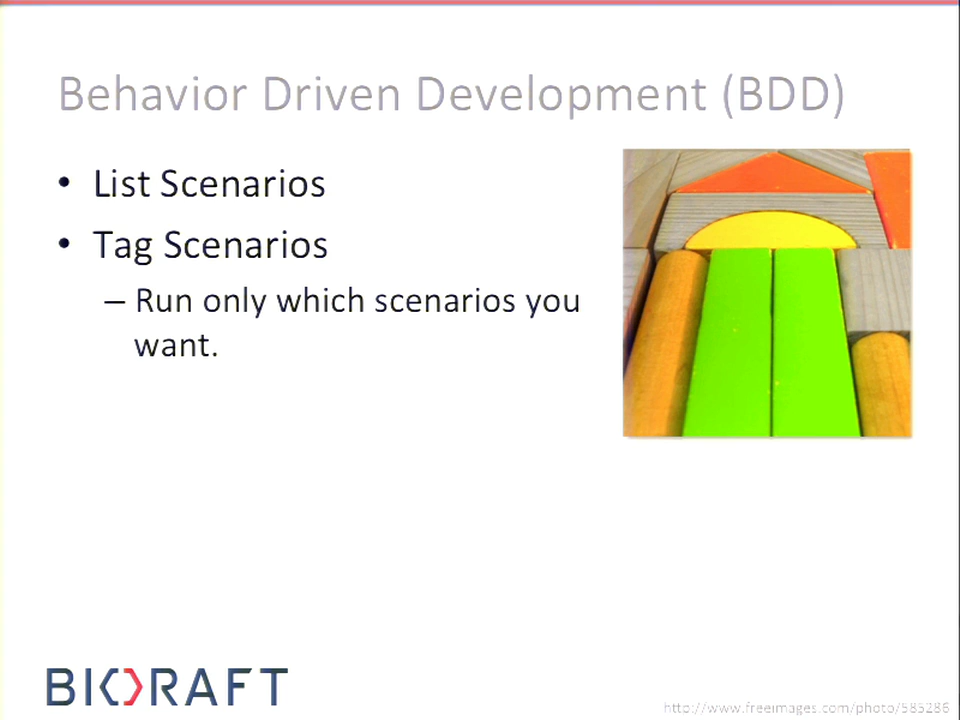 Behavior Driven Development (BDD)
• List Scenarios
• Tag Scenarios
– Run only which scenarios you
want.
BIORAFT
http://www.freeimages.com/photo/585286